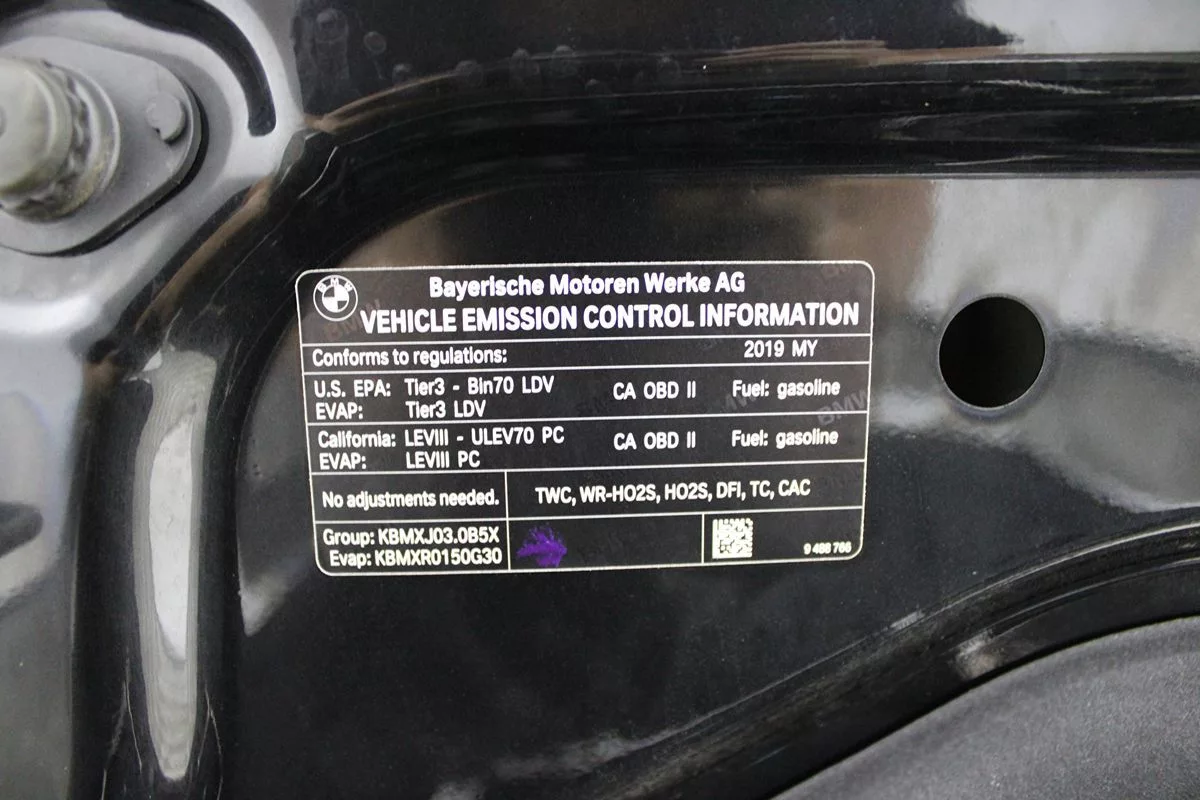 BMW
Bayerische Motoren Werke AG
VEHICLE EMISSION CONTROL INFORMATION
Conforms to regulations: 2019 MY
U.S. EPA: Tier3 - Bin70 LDV CA OBD II Fuel: gasoline
EVAP: Tier3 LDV
California: LEVIII - ULEV70 PC CA OBD II Fuel: gasoline
EVAP: LEVIII PC
No adjustments needed. TWC, WR-HO2S, HO2S, DFI, TC, CAC
Group: KBMXJ03.0B5X
Evap: KBMXR0150G30
9 488 766